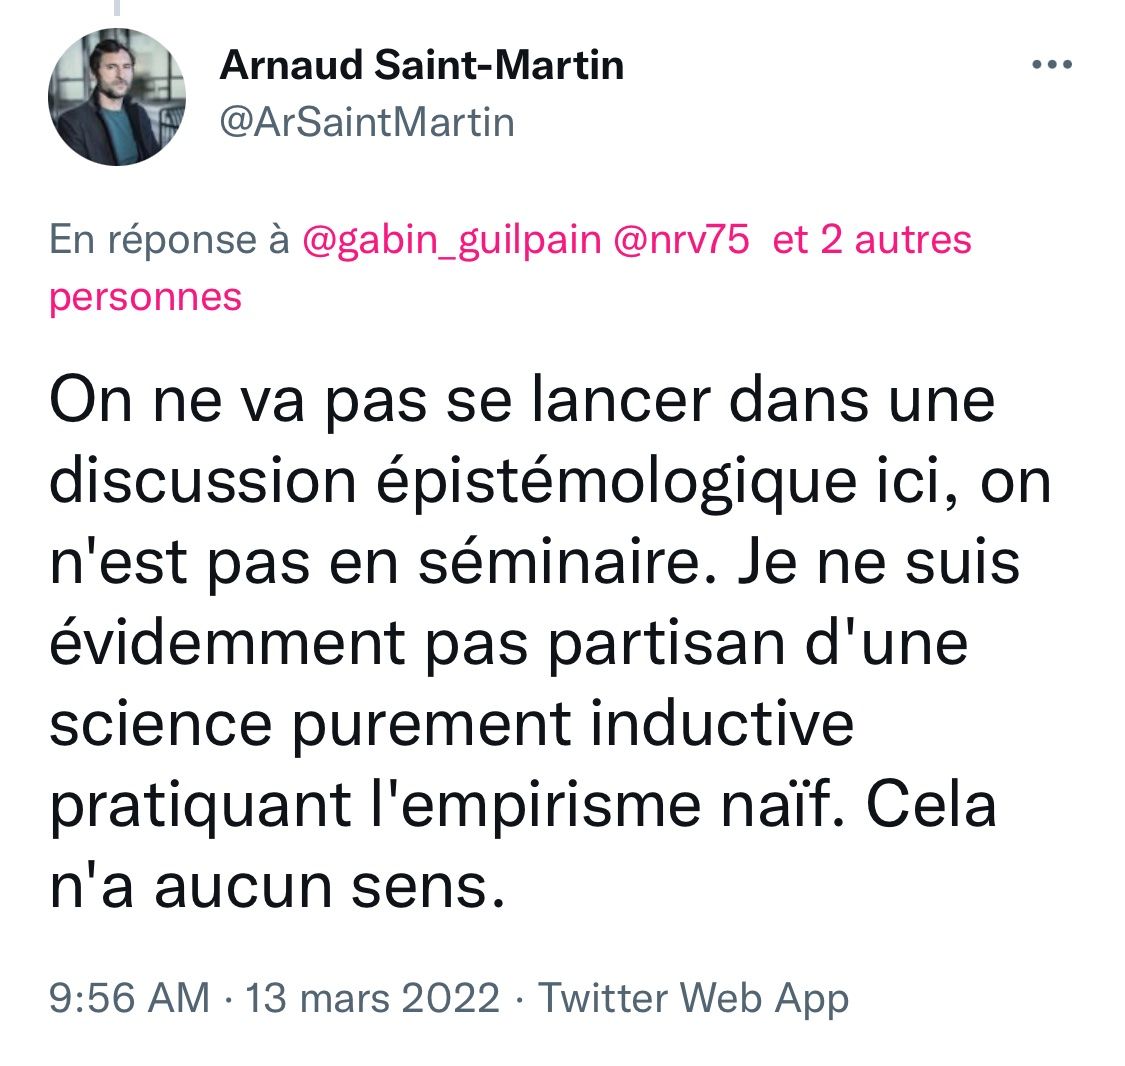 Arnaud Saint-Martin
@ArSaintMartin
En réponse à @gabin_guilpain @nrv75 et 2 autres
personnes
On ne va pas se lancer dans une
discussion épistémologique ici, on
n'est pas en séminaire. Je ne suis
évidemment pas partisan d'une
science purement inductive
pratiquant l'empirisme naïf. Cela
n'a aucun sens.
9:56 AM · 13 mars 2022 · Twitter Web App